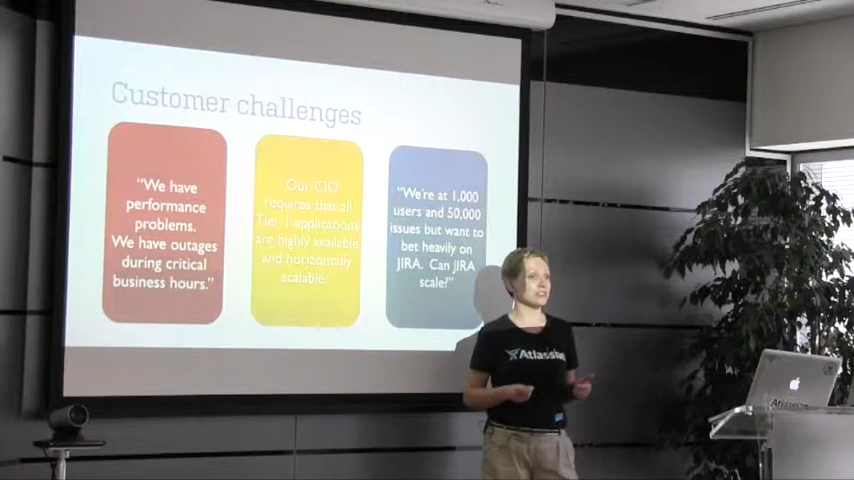 Customer challenges
"We have
performance
problems.
We have outages
during critical
business hours."
"Our CIO
requires that all
Tier 1 applications
are highly available
and horizontally
scalable.
"We're at 1,000
users and 50,000
issues but want to
bet heavily on
JIRA. Can JIRA
scale?"
Atlassian
Atlassian